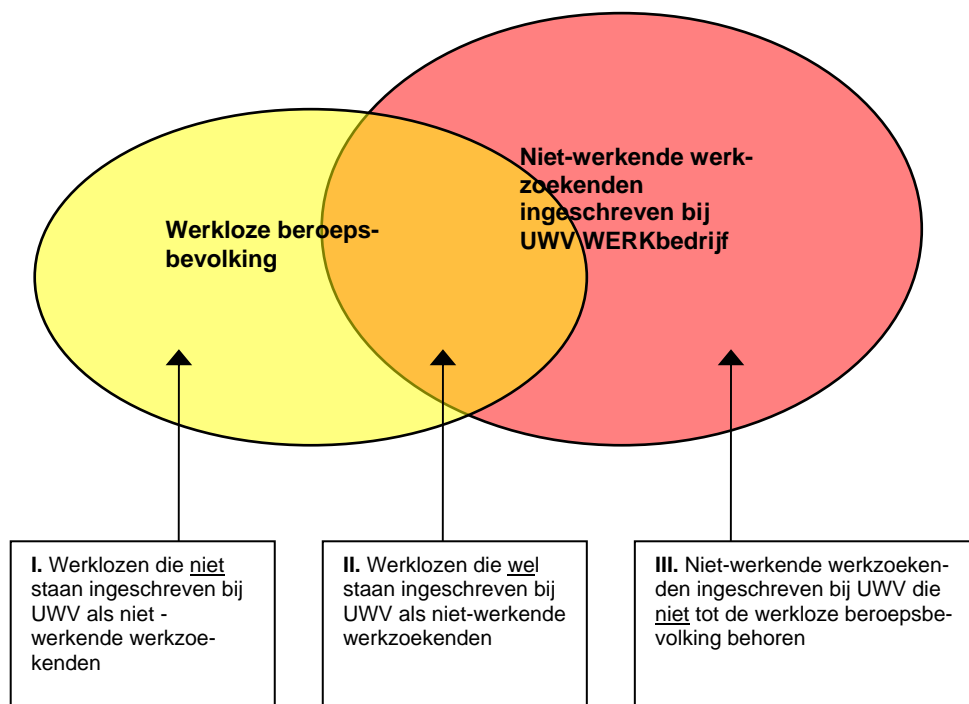 Niet-werkende werk-
zoekenden
ingeschreven bij
UWV WERKbedrijf
Werkloze beroeps-
bevolking
I. Werklozen die niet
staan ingeschreven bij
UWV als niet -
werkende werkzoe-
kenden
II. Werklozen die wel
staan ingeschreven bij
UWV als niet-werkende
werkzoekenden
III. Niet-werkende werkzoeken-
den ingeschreven bij UWV die
niet tot de werkloze beroepsbe-
volking behoren